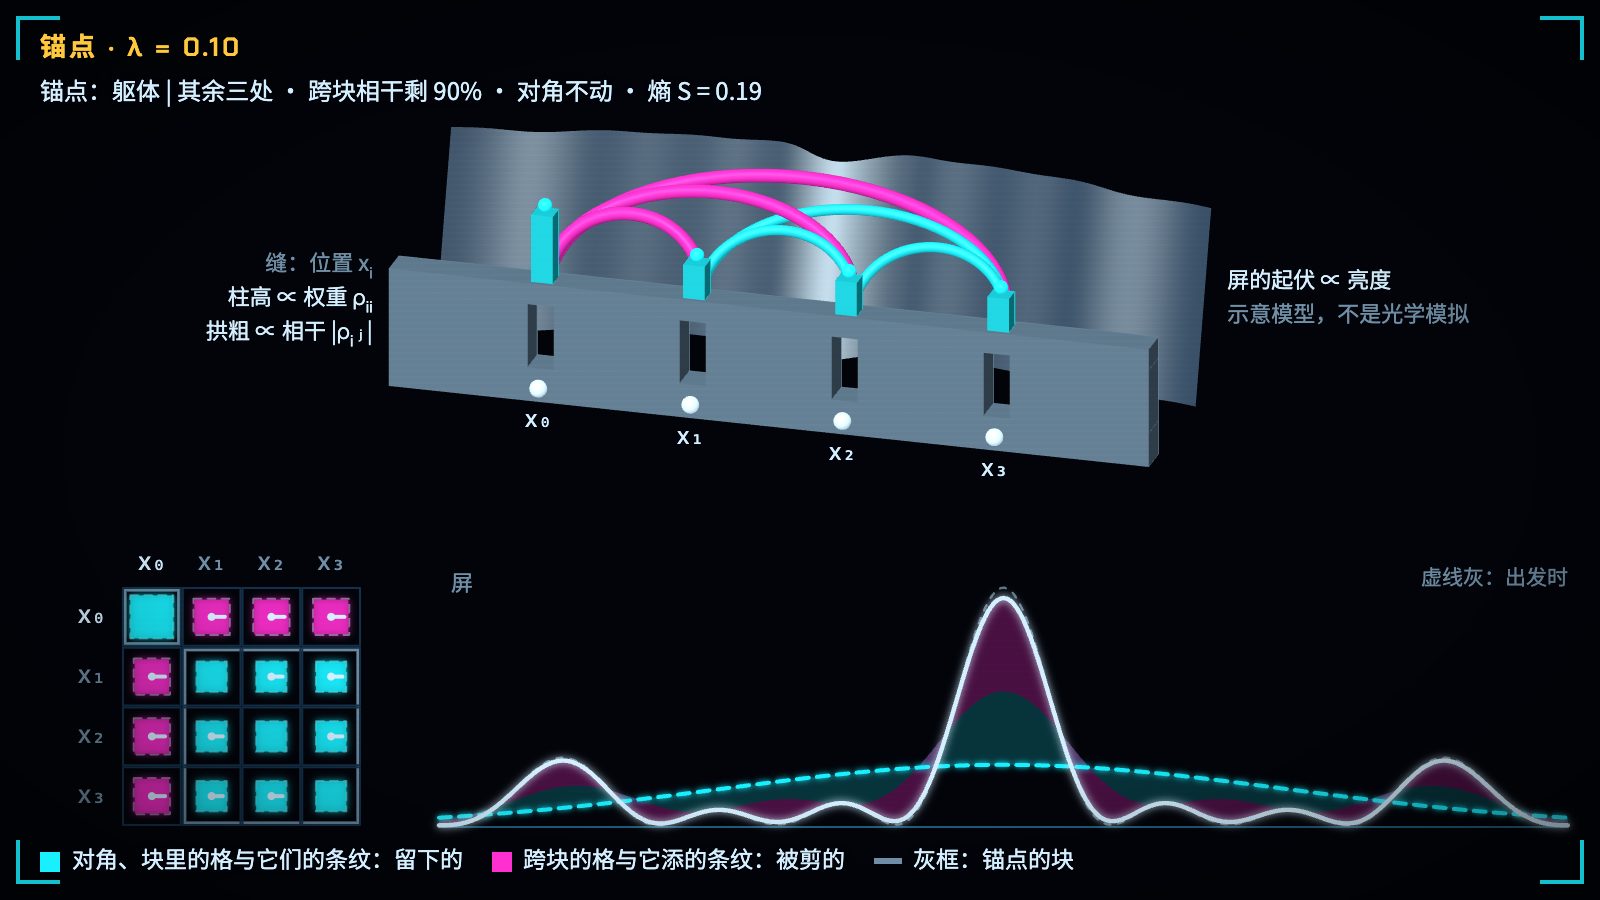 锚点 · λ = 0.10
锚点：躯体 | 其余三处 • 跨块相干剩 90% • 对角不动 • 熵 S = 0.19
缝：位置 xi
柱高 ∝ 权重 ρii
拱粗 ∝ 相干 |ρi j|
屏的起伏 ∝ 亮度
示意模型，不是光学模拟
X0
X1
X2
X3
X0 X1 X2 X3
X0
X1
X2
X3
屏
虚线灰：出发时
对角、块里的格与它们的条纹：留下的
跨块的格与它添的条纹：被剪的
灰框：锚点的块